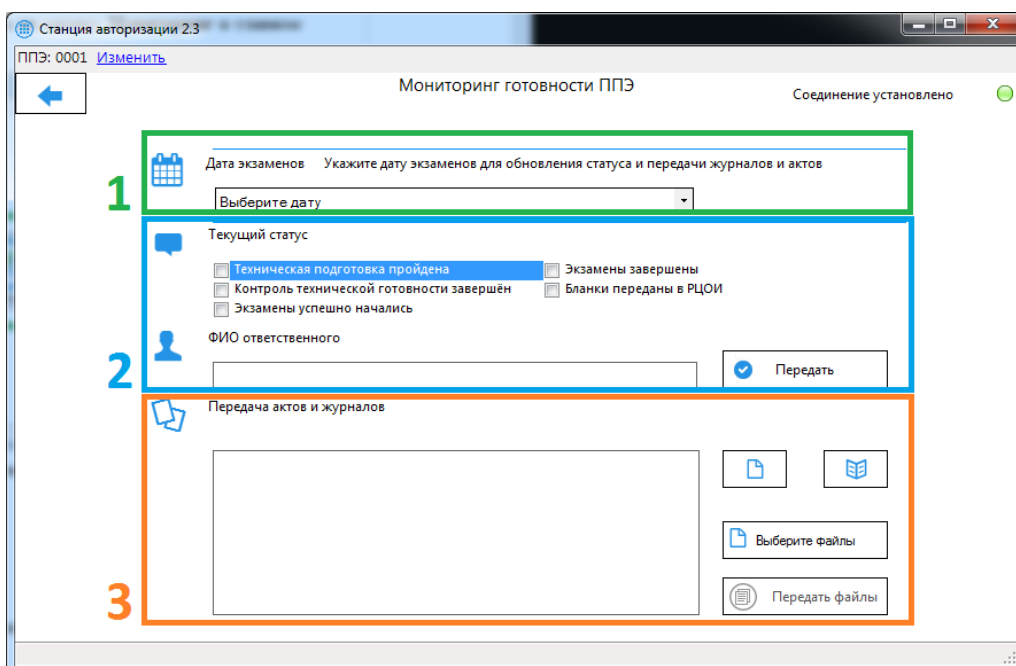 Станция авторизации 2.3
ППЭ: 0001 Изменить
Мониторинг готовности ППЭ
Соединение установлено
1
Дата экзаменов Укажите дату экзаменов для обновления статуса и передачи журналов и актов
Выберите дату
2
Текущий статус
Техническая подготовка пройдена
Экзамены завершены
Контроль технической готовности завершён
Бланки переданы в РЦОИ
Экзамены успешно начались
ФИО ответственного
Передать
3
Передача актов и журналов
Выберите файлы
Передать файлы